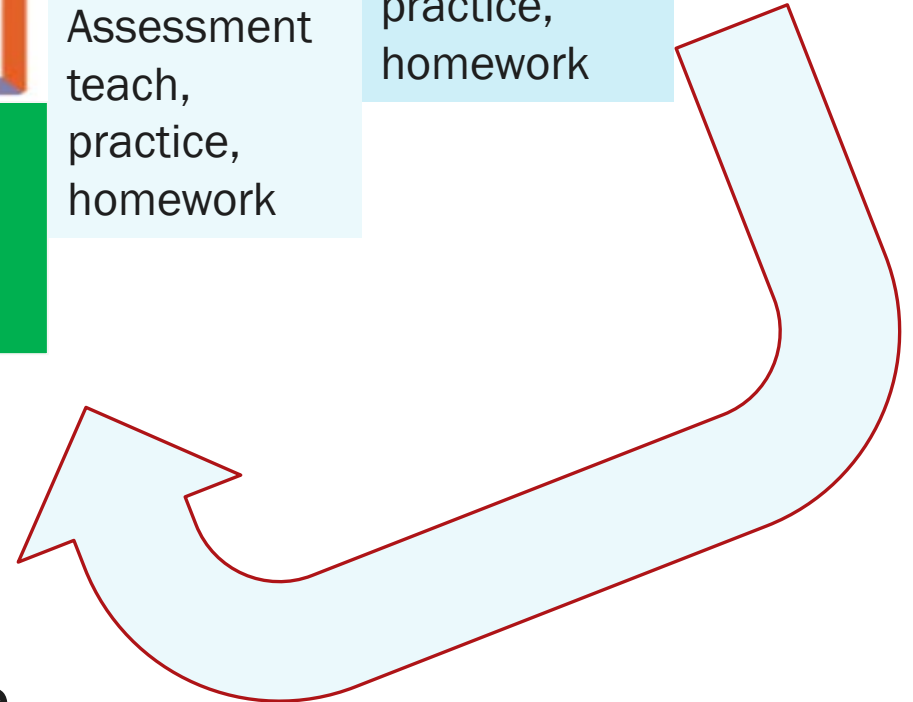 Assessment
teach,
practice,
homework
practice,
homework